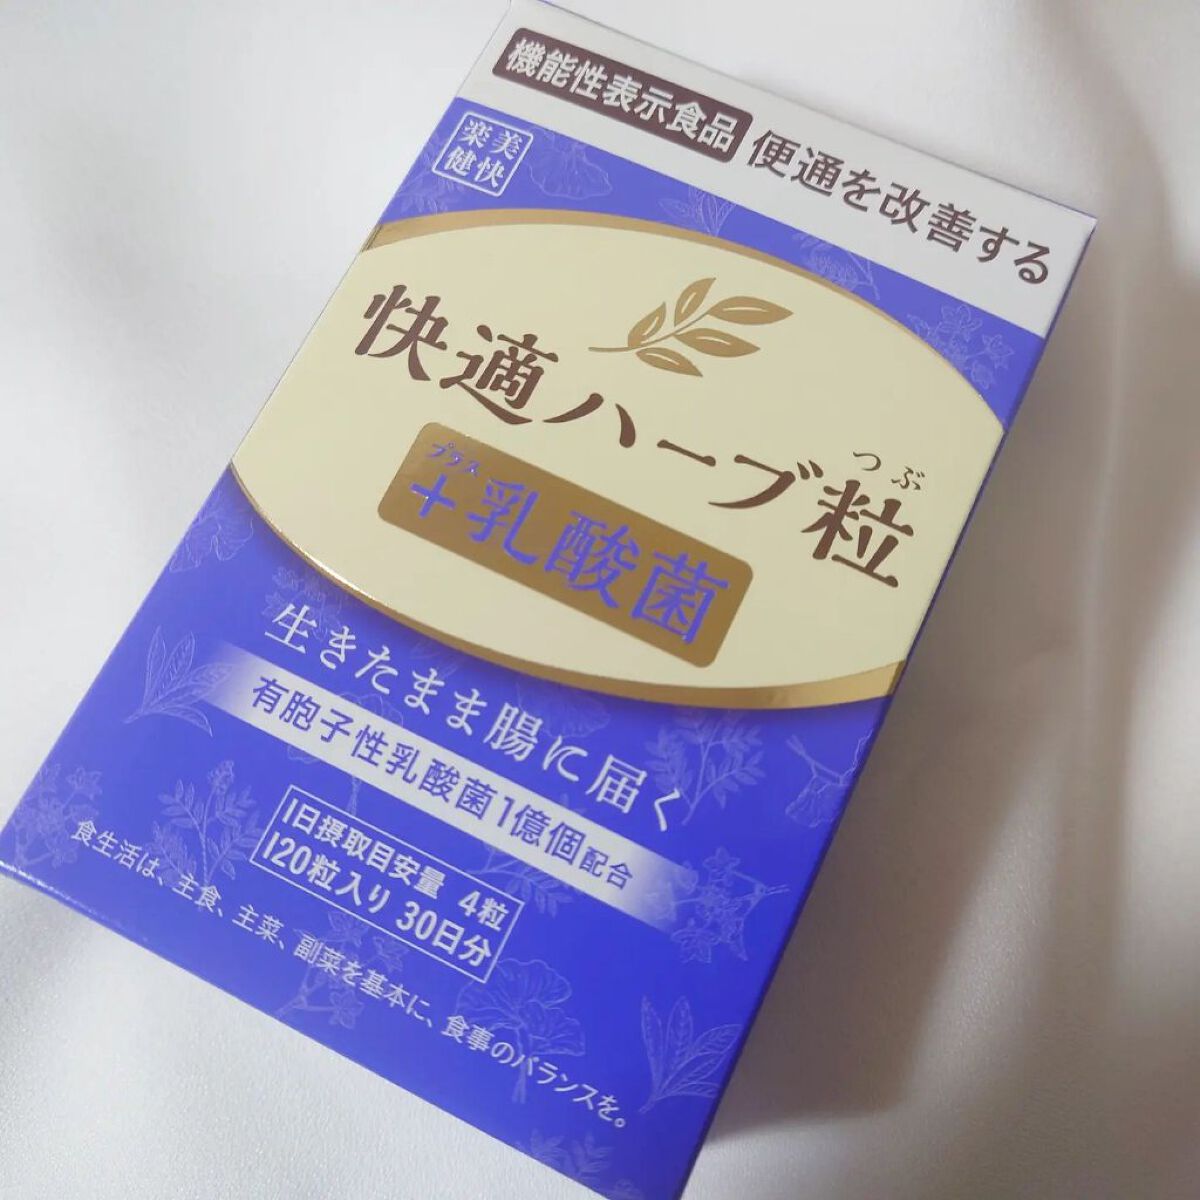 機能性表示食品 便通を改善する
楽美
健快
快適ハーブ粒
つぶ
プラス
+乳酸菌
生きたまま腸に届く
有胞子性乳酸菌1億個配合
1日摂取目安量 4粒
120粒入り 30日分
食生活は、主食、主菜、副菜を基本に、食事のバランスを。